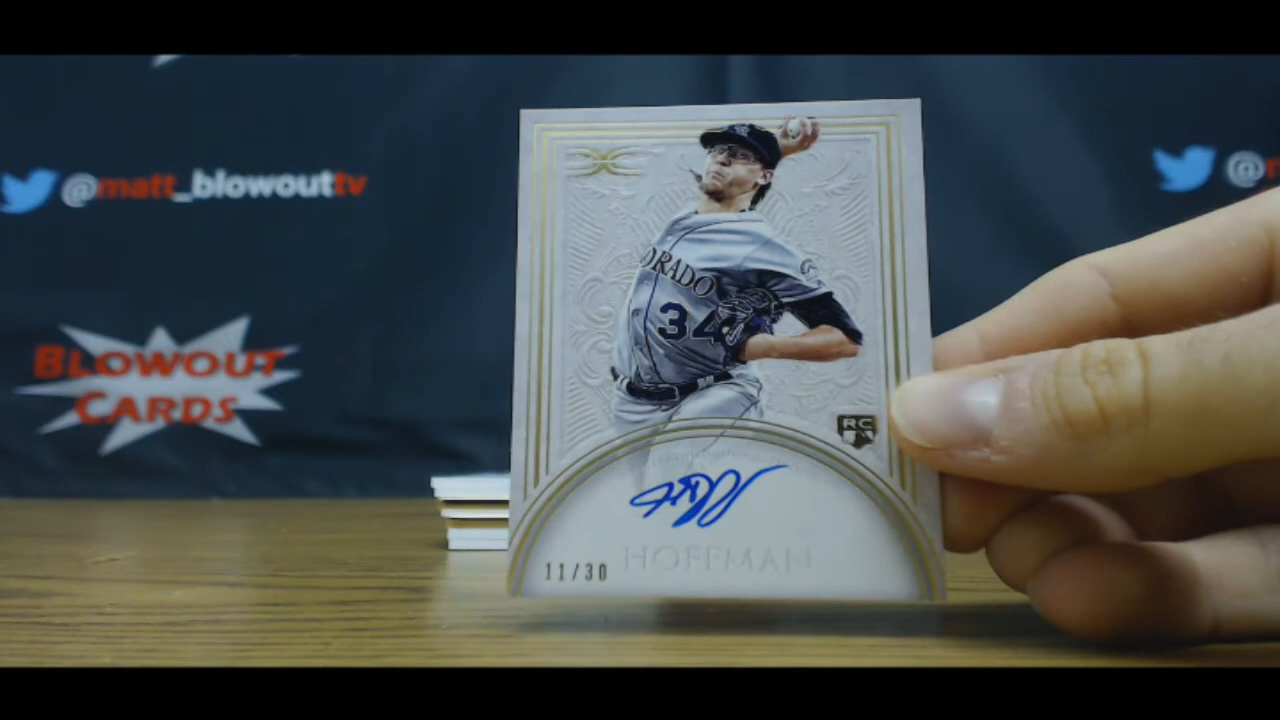 @matt_blowouttv
@
BLOWOUT
CARDS
ORADO
34
RC
HOFFMAN
11/30